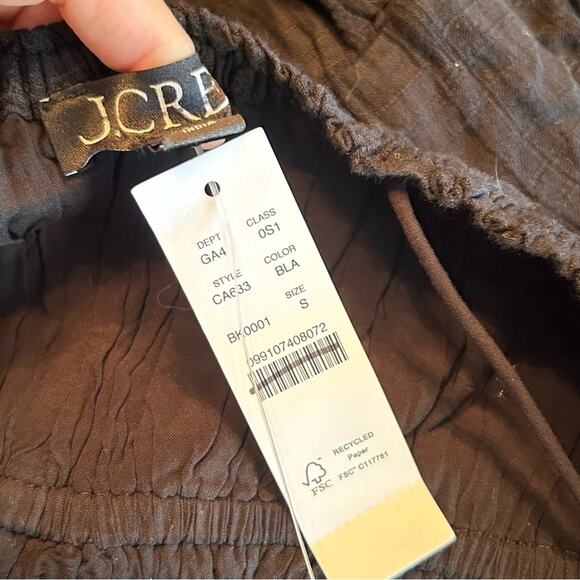 J.CRE
DEPT CLASS
GA4 0S1
STYLE COLOR
CA633 BLA
SIZE
BK0001 S
099107408072
RECYCLED
Paper
FSC® C117781
FSC